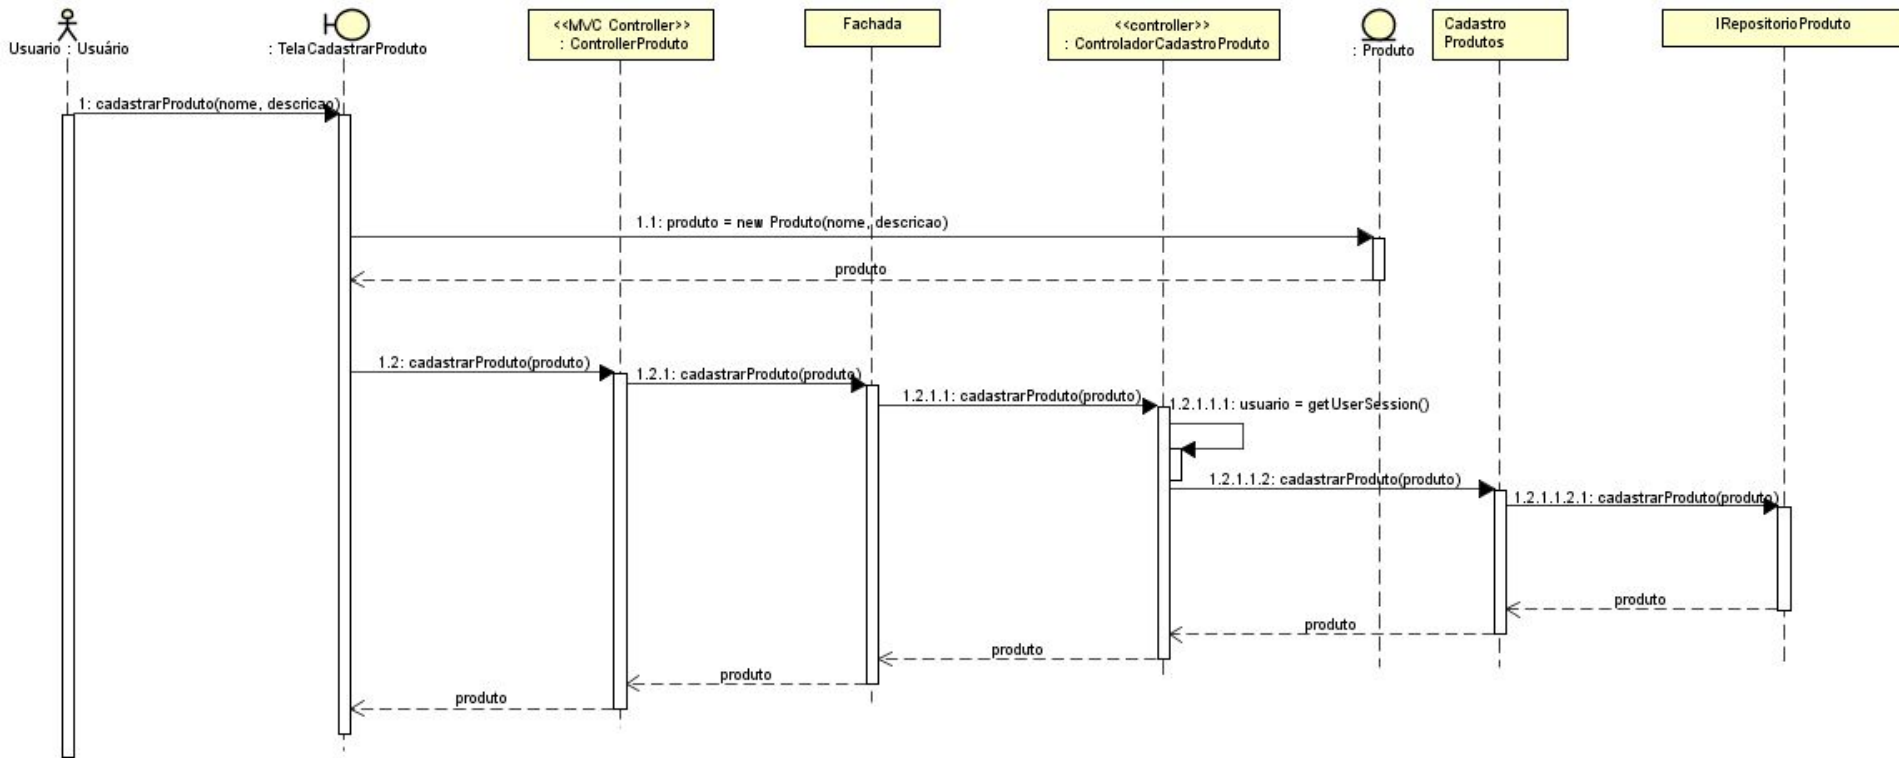 Usuario : Usuário
: TelaCadastrarProduto
<<MVC Controller>>
: ControllerProduto
Fachada
<<controller>>
: ControladorCadastroProduto
: Produto
Cadastro
Produtos
IRepositorioProduto
1: cadastrarProduto(nome, descricao)
1.1: produto = new Produto(nome, descricao)
produto
1.2: cadastrarProduto(produto)
1.2.1: cadastrarProduto(produto)
1.2.1.1: cadastrarProduto(produto)
1.2.1.1.1: usuario = getUserSession()
1.2.1.1.2: cadastrarProduto(produto)
1.2.1.1.2.1: cadastrarProduto(produto)
produto
produto
produto
produto
produto